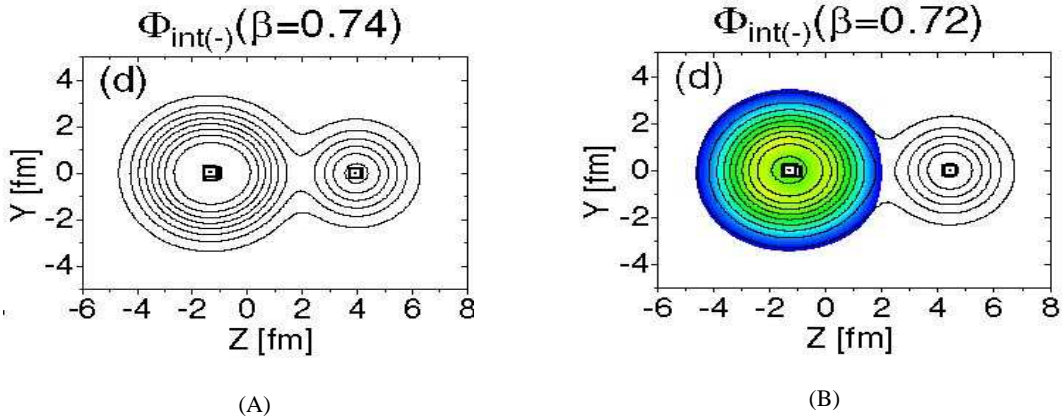 Φint(-)(β=0.74)
(d)
4
2
0
-2
-4
Y [fm]
-6 -4 -2 0 2 4 6 8
Z [fm]
(A)
Φint(-)(β=0.72)
(d)
4
2
0
-2
-4
Y [fm]
-6 -4 -2 0 2 4 6 8
Z [fm]
(B)